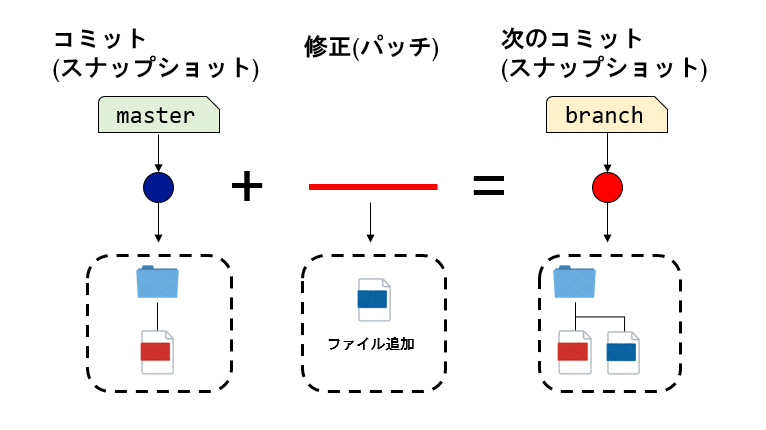 コミット
(スナップショット)
修正(パッチ)
次のコミット
(スナップショット)
master
branch
+
=
ファイル追加